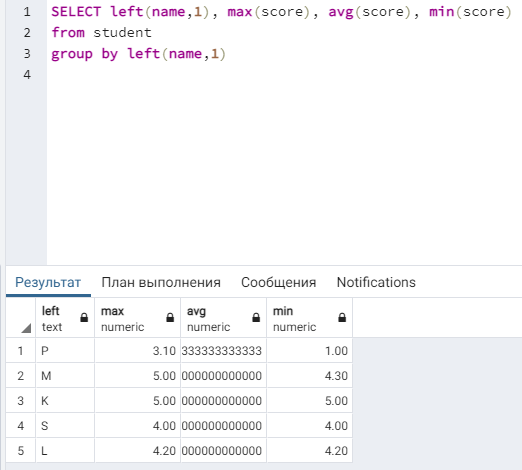 1 SELECT left(name,1), max(score), avg(score), min(score)
2 from student
3 group by left(name,1)
4
Результат План выполнения Сообщения Notifications
left max avg min
text numeric numeric numeric
1 P 3.10 333333333333 1.00
2 M 5.00 000000000000 4.30
3 K 5.00 000000000000 5.00
4 S 4.00 000000000000 4.00
5 L 4.20 000000000000 4.20